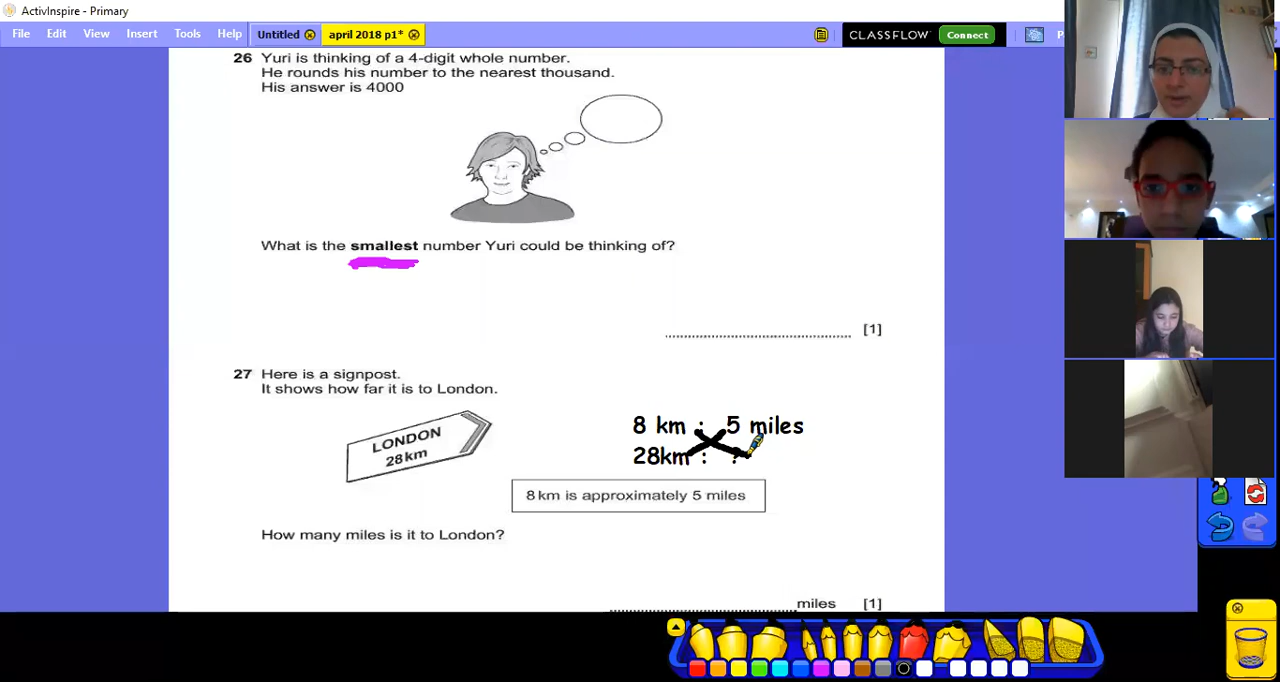 ActivInspire - Primary
File Edit View Insert Tools Help Untitled april 2018 p1* CLASSFLOW Connect
26 Yuri is thinking of a 4-digit whole number.
He rounds his number to the nearest thousand.
His answer is 4000
What is the smallest number Yuri could be thinking of?
[1]
27 Here is a signpost.
It shows how far it is to London.
LONDON
28 km
8 km : 5 miles
28km : ?
8 km is approximately 5 miles
How many miles is it to London?
miles [1]